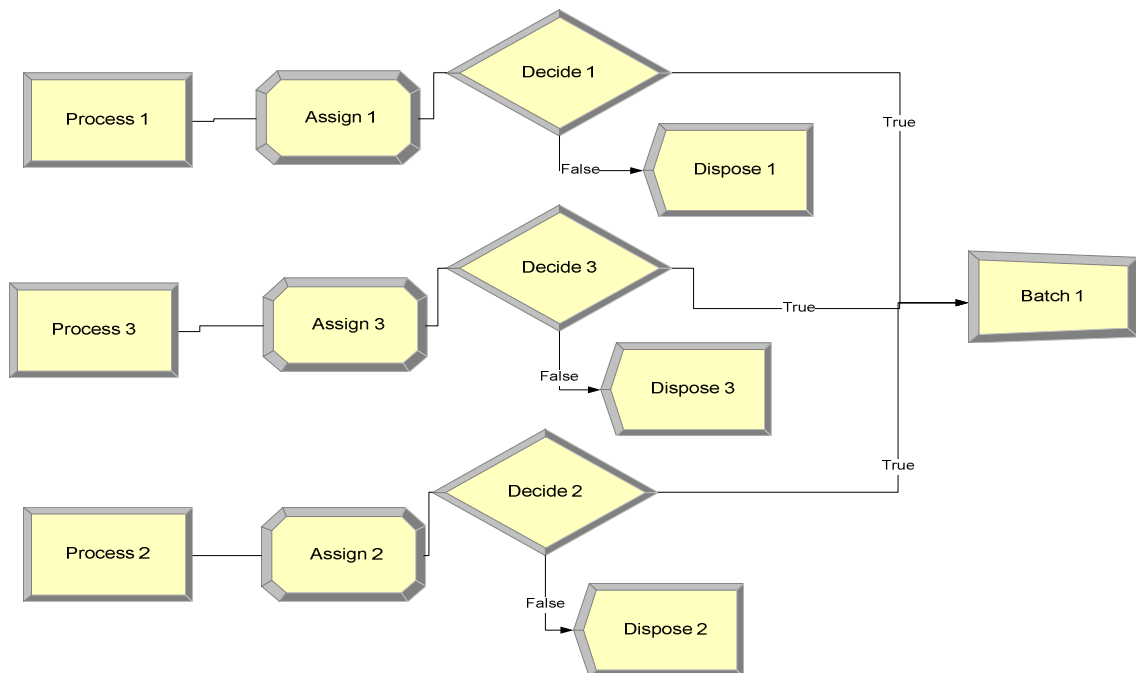 Process 1
Assign 1
Decide 1
True
False
Dispose 1
Process 3
Assign 3
Decide 3
True
Batch 1
False
Dispose 3
Process 2
Assign 2
Decide 2
True
False
Dispose 2